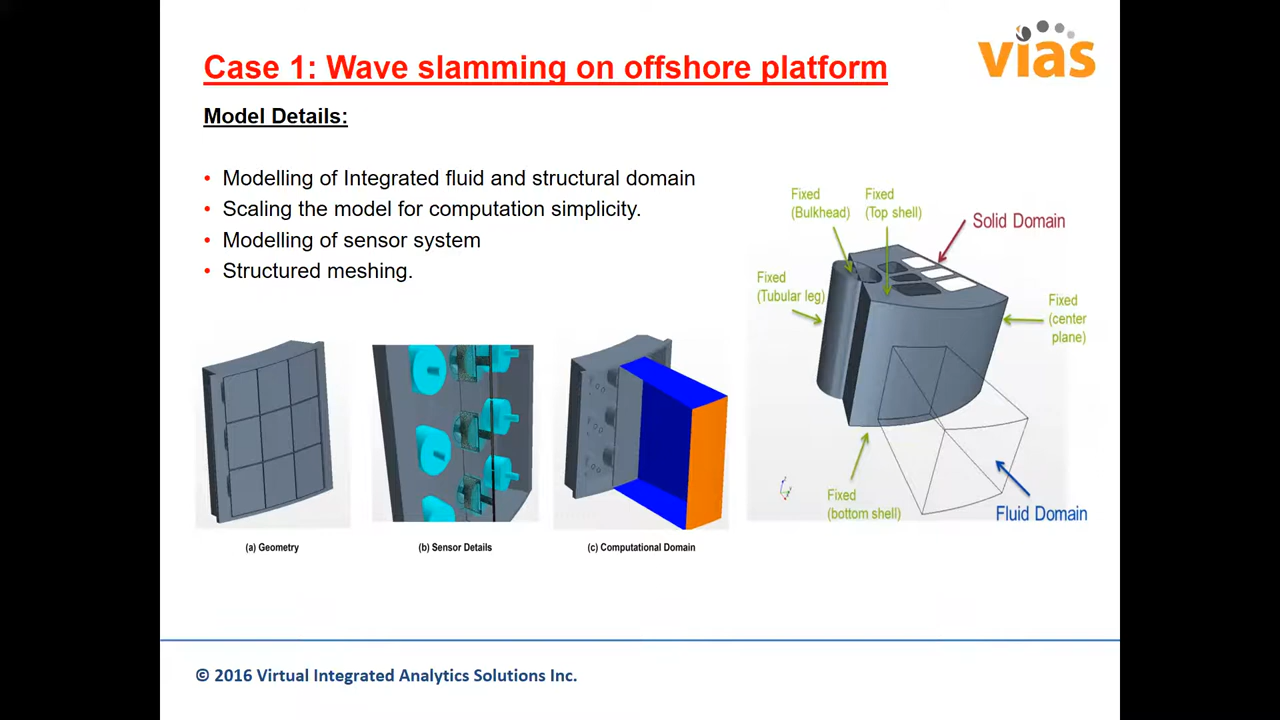 vias
Case 1: Wave slamming on offshore platform
Model Details:
• Modelling of Integrated fluid and structural domain
• Scaling the model for computation simplicity.
• Modelling of sensor system
• Structured meshing.
Fixed
(Bulkhead)
Fixed
(Top shell)
Solid Domain
Fixed
(Tubular leg)
Fixed
(center
plane)
Fixed
(bottom shell)
Fluid Domain
(a) Geometry
(b) Sensor Details
(c) Computational Domain
© 2016 Virtual Integrated Analytics Solutions Inc.